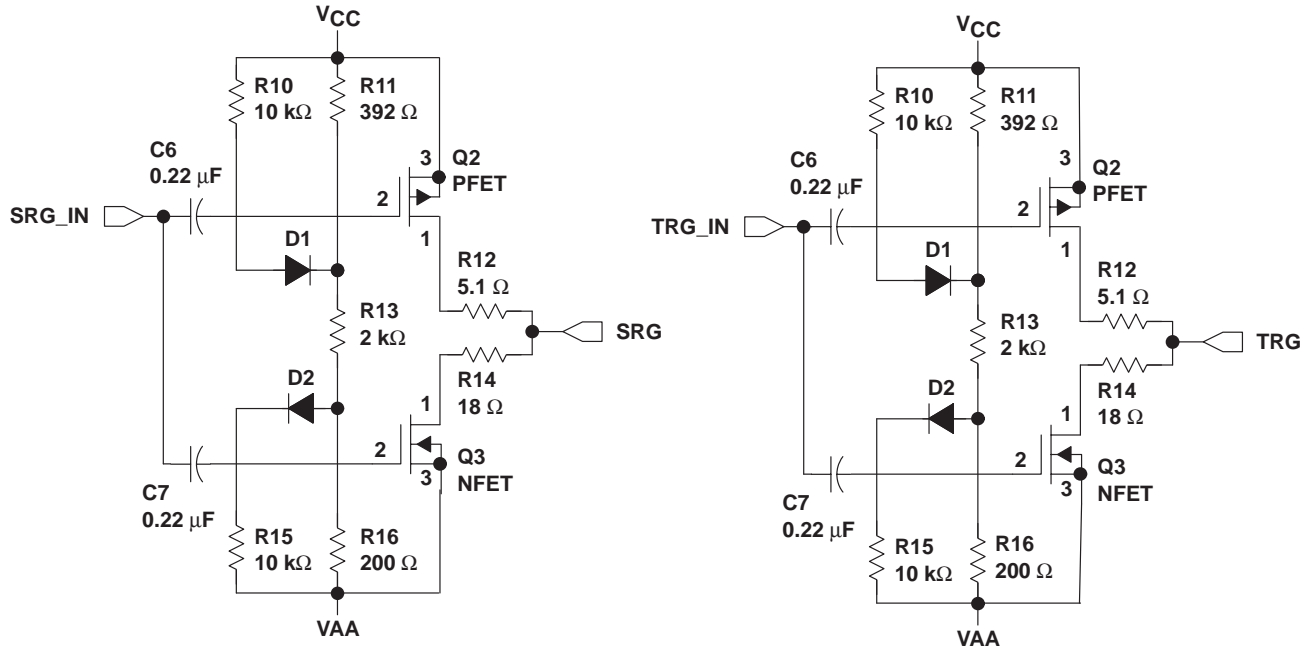 VCC
R10
10 kΩ
R11
392 Ω
C6
0.22 µF
3
Q2
PFET
2
SRG_IN
1
D1
R12
5.1 Ω
R13
2 kΩ
SRG
D2
R14
18 Ω
1
2
Q3
NFET
3
C7
0.22 µF
R15
10 kΩ
R16
200 Ω
VAA
VCC
R10
10 kΩ
R11
392 Ω
C6
0.22 µF
3
Q2
PFET
2
TRG_IN
1
D1
R12
5.1 Ω
R13
2 kΩ
TRG
D2
R14
18 Ω
1
2
Q3
NFET
3
C7
0.22 µF
R15
10 kΩ
R16
200 Ω
VAA